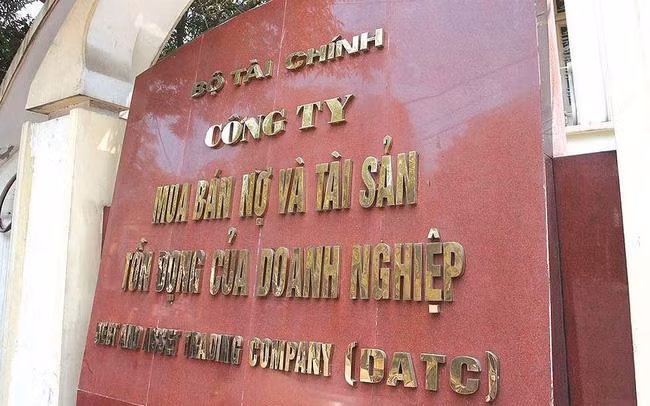 BỘ TÀI CHÍNH
CÔNG TY
MUA BÁN NỢ VÀ TÀI SẢN
TỒN ĐỌNG CỦA DOANH NGHIỆP
DEBT AND ASSET TRADING COMPANY (DATC)